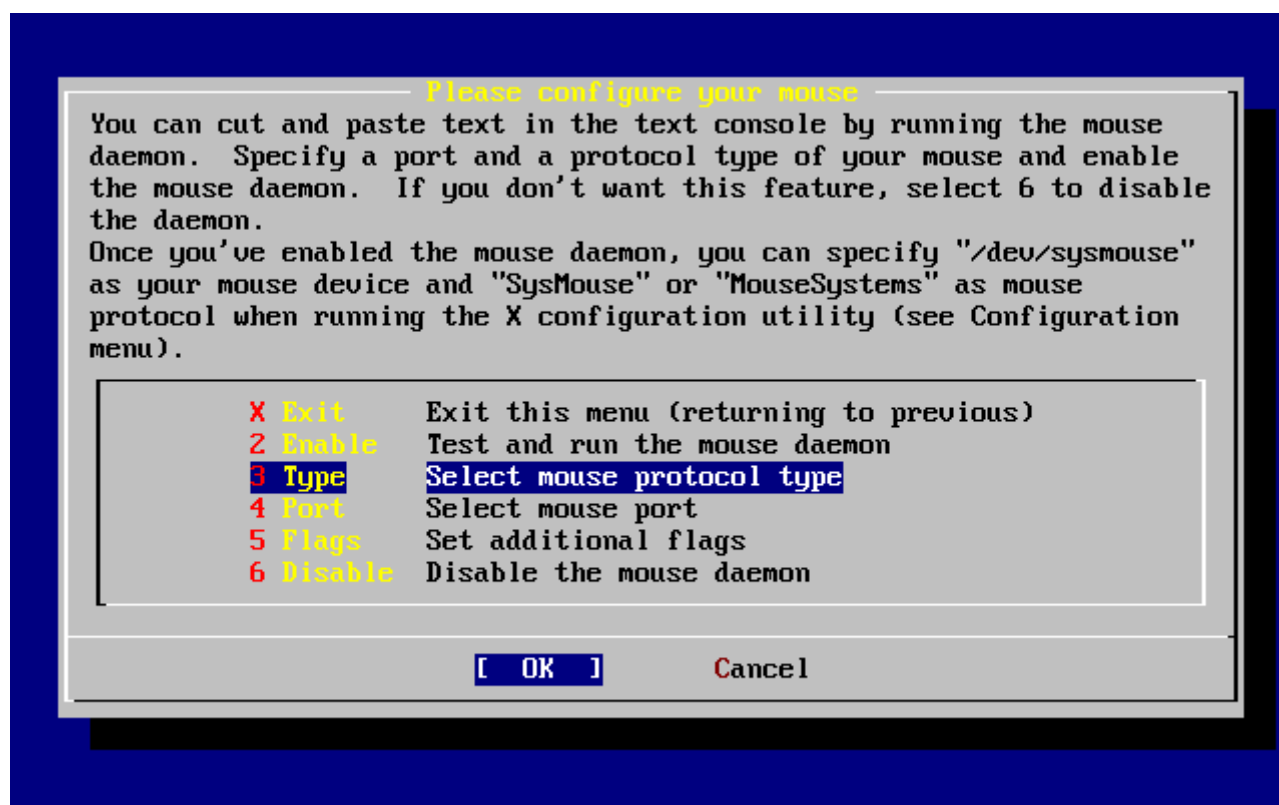 Please configure your mouse
You can cut and paste text in the text console by running the mouse
daemon.  Specify a port and a protocol type of your mouse and enable
the mouse daemon.  If you don't want this feature, select 6 to disable
the daemon.
Once you've enabled the mouse daemon, you can specify "/dev/sysmouse"
as your mouse device and "SysMouse" or "MouseSystems" as mouse
protocol when running the X configuration utility (see Configuration
menu).
X Exit     Exit this menu (returning to previous)
2 Enable   Test and run the mouse daemon
3 Type     Select mouse protocol type
4 Port     Select mouse port
5 Flags    Set additional flags
6 Disable  Disable the mouse daemon
[  OK  ]       Cancel